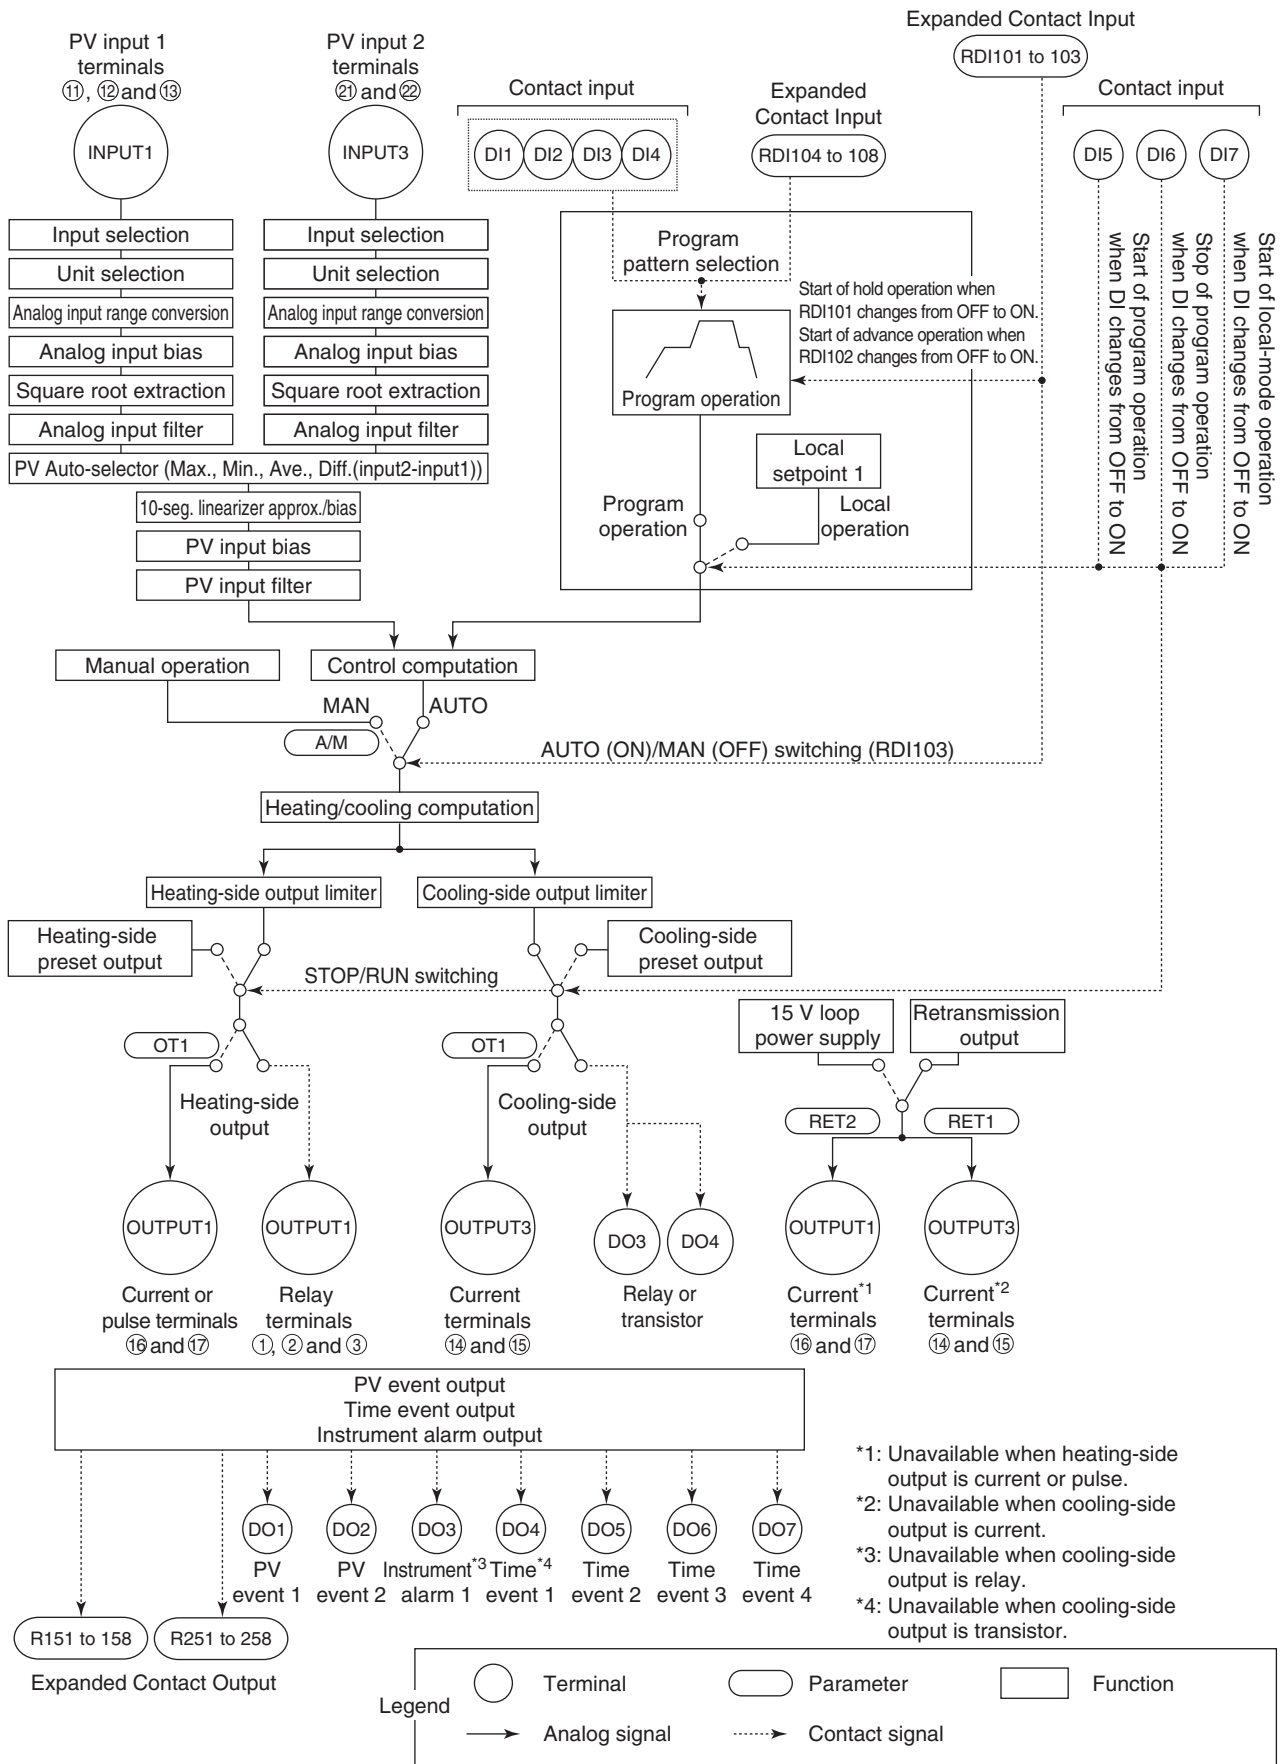 PV input 1
terminals
⑪, ⑫ and ⑬
INPUT1
PV input 2
terminals
㉑ and ㉒
INPUT3
Contact input
DI1
DI2
DI3
DI4
Expanded
Contact Input
RDI104 to 108
Expanded Contact Input
RDI101 to 103
Contact input
DI5
DI6
DI7
Input selection
Unit selection
Analog input range conversion
Analog input bias
Square root extraction
Analog input filter
Input selection
Unit selection
Analog input range conversion
Analog input bias
Square root extraction
Analog input filter
PV Auto-selector (Max., Min., Ave., Diff.(input2-input1))
10-seg. linearizer approx./bias
PV input bias
PV input filter
Program
pattern selection
Program operation
Start of hold operation when
RDI101 changes from OFF to ON.
Start of advance operation when
RDI102 changes from OFF to ON.
Local
setpoint 1
Program
operation
Local
operation
Start of program operation
when DI changes from OFF to ON
Stop of program operation
when DI changes from OFF to ON
Start of local-mode operation
when DI changes from OFF to ON
Manual operation
Control computation
MAN
AUTO
A/M
AUTO (ON)/MAN (OFF) switching (RDI103)
Heating/cooling computation
Heating-side output limiter
Cooling-side output limiter
Heating-side
preset output
Cooling-side
preset output
STOP/RUN switching
OT1
Heating-side
output
OT1
Cooling-side
output
15 V loop
power supply
Retransmission
output
RET2
RET1
OUTPUT1
Current or
pulse terminals
⑯ and ⑰
OUTPUT1
Relay
terminals
①, ② and ③
OUTPUT3
Current
terminals
⑭ and ⑮
DO3
DO4
Relay or
transistor
OUTPUT1
Current*1
terminals
⑯ and ⑰
OUTPUT3
Current*2
terminals
⑭ and ⑮
PV event output
Time event output
Instrument alarm output
DO1
PV
event 1
DO2
PV
event 2
DO3
Instrument*3
alarm 1
DO4
Time*4
event 1
DO5
Time
event 2
DO6
Time
event 3
DO7
Time
event 4
R151 to 158
R251 to 258
Expanded Contact Output
*1: Unavailable when heating-side
output is current or pulse.
*2: Unavailable when cooling-side
output is current.
*3: Unavailable when cooling-side
output is relay.
*4: Unavailable when cooling-side
output is transistor.
Legend
Terminal
Parameter
Function
Analog signal
Contact signal